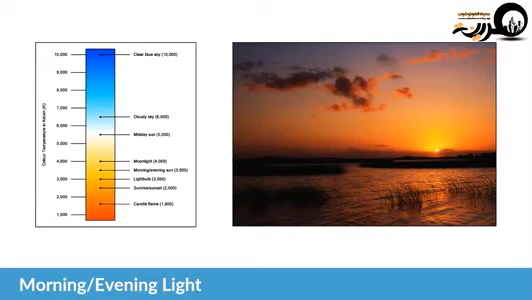 10,000
9,000
8,000
7,000
6,000
5,000
4,000
3,000
2,000
1,000
Colour Temperature in Kelvin (K)
Clear blue sky (10,000)
Cloudy sky (6,500)
Midday sun (5,500)
Moonlight (4,000)
Morning/evening sun (3,500)
Lightbulb (3,000)
Sunrise/sunset (2,500)
Candle flame (1,600)
Morning/Evening Light